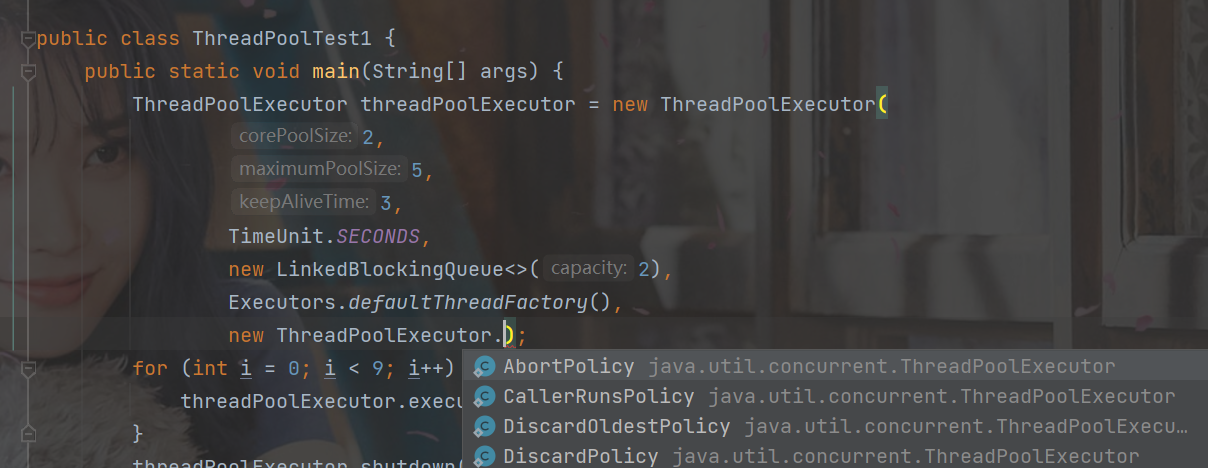 public class ThreadPoolTest1 {
public static void main(String[] args) {
ThreadPoolExecutor threadPoolExecutor = new ThreadPoolExecutor(
corePoolSize: 2,
maximumPoolSize: 5,
keepAliveTime: 3,
TimeUnit.SECONDS,
new LinkedBlockingQueue<>( capacity: 2),
Executors.defaultThreadFactory(),
new ThreadPoolExecutor.);
for (int i = 0; i < 9; i++)
AbortPolicy java.util.concurrent.ThreadPoolExecutor
threadPoolExecutor.execu
CallerRunsPolicy java.util.concurrent.ThreadPoolExecutor
}
DiscardOldestPolicy java.util.concurrent.ThreadPoolExecu...
threadPoolExecutor.shutdown(
DiscardPolicy java.util.concurrent.ThreadPoolExecutor